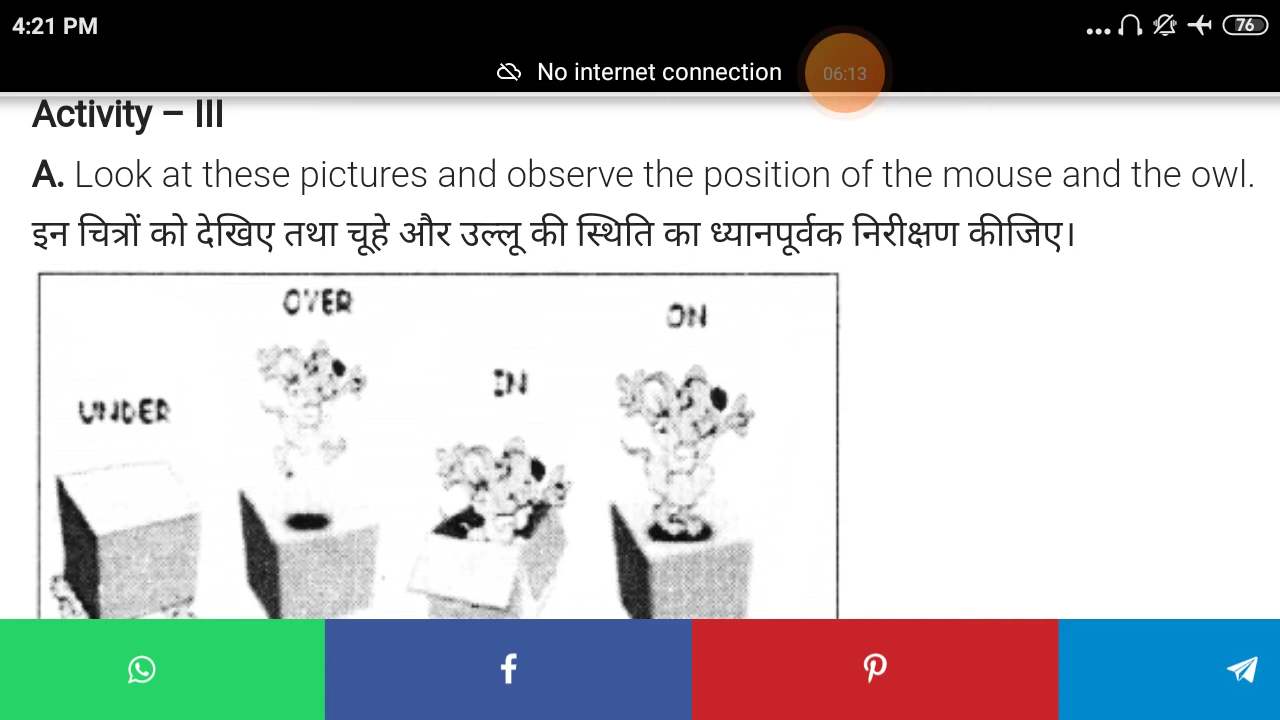 4:21 PM
76
No internet connection
06:13
Activity – III
A. Look at these pictures and observe the position of the mouse and the owl.
इन चित्रों को देखिए तथा चूहे और उल्लू की स्थिति का ध्यानपूर्वक निरीक्षण कीजिए।
OVER
ON
IN
UNDER